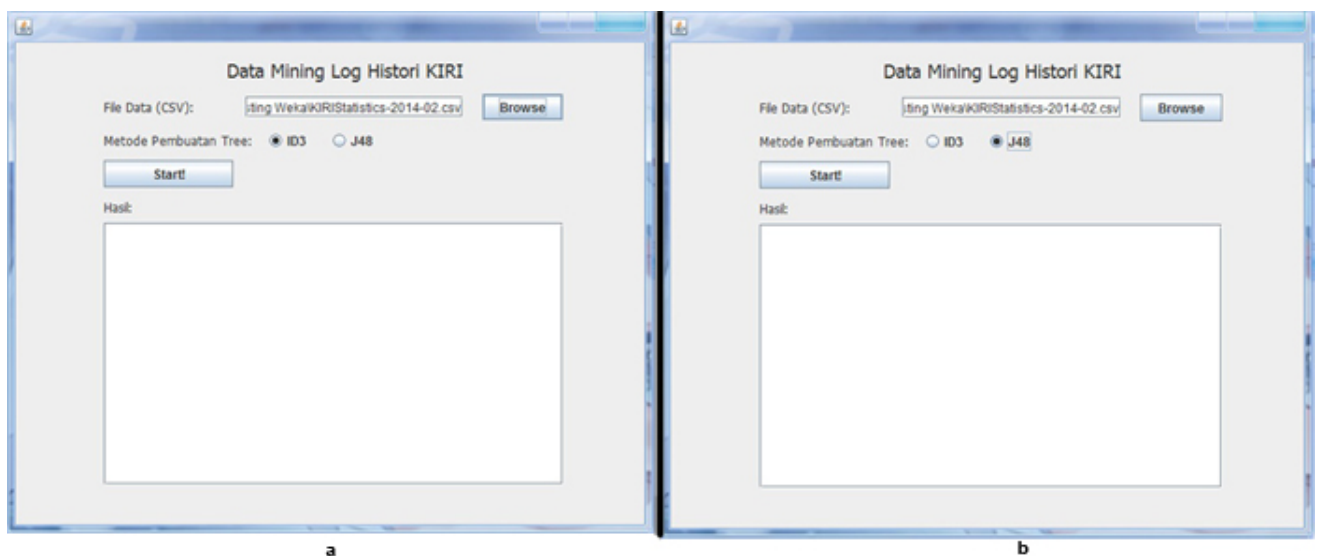 Data Mining Log Histori KIRI
File Data (CSV): sting Weka\KIRIStatistics-2014-02.csv Browse
Metode Pembuatan Tree: ID3 J48
Start!
Hasil:
a
Data Mining Log Histori KIRI
File Data (CSV): sting Weka\KIRIStatistics-2014-02.csv Browse
Metode Pembuatan Tree: ID3 J48
Start!
Hasil:
b